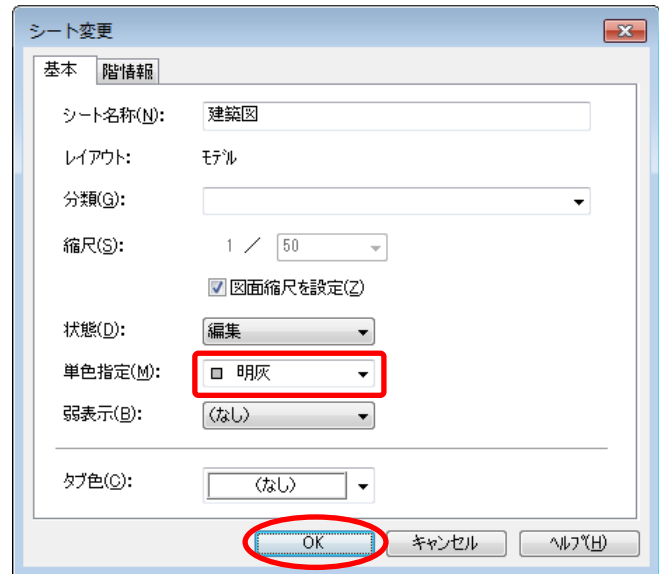 シート変更
基本 階情報
シート名称(N): 建築図
レイアウト: モデル
分類(G):
縮尺(S): 1 ／ 50
図面縮尺を設定(Z)
状態(D): 編集
単色指定(M): 明灰
弱表示(B): (なし)
タブ色(C): (なし)
OK キャンセル ヘルプ(H)